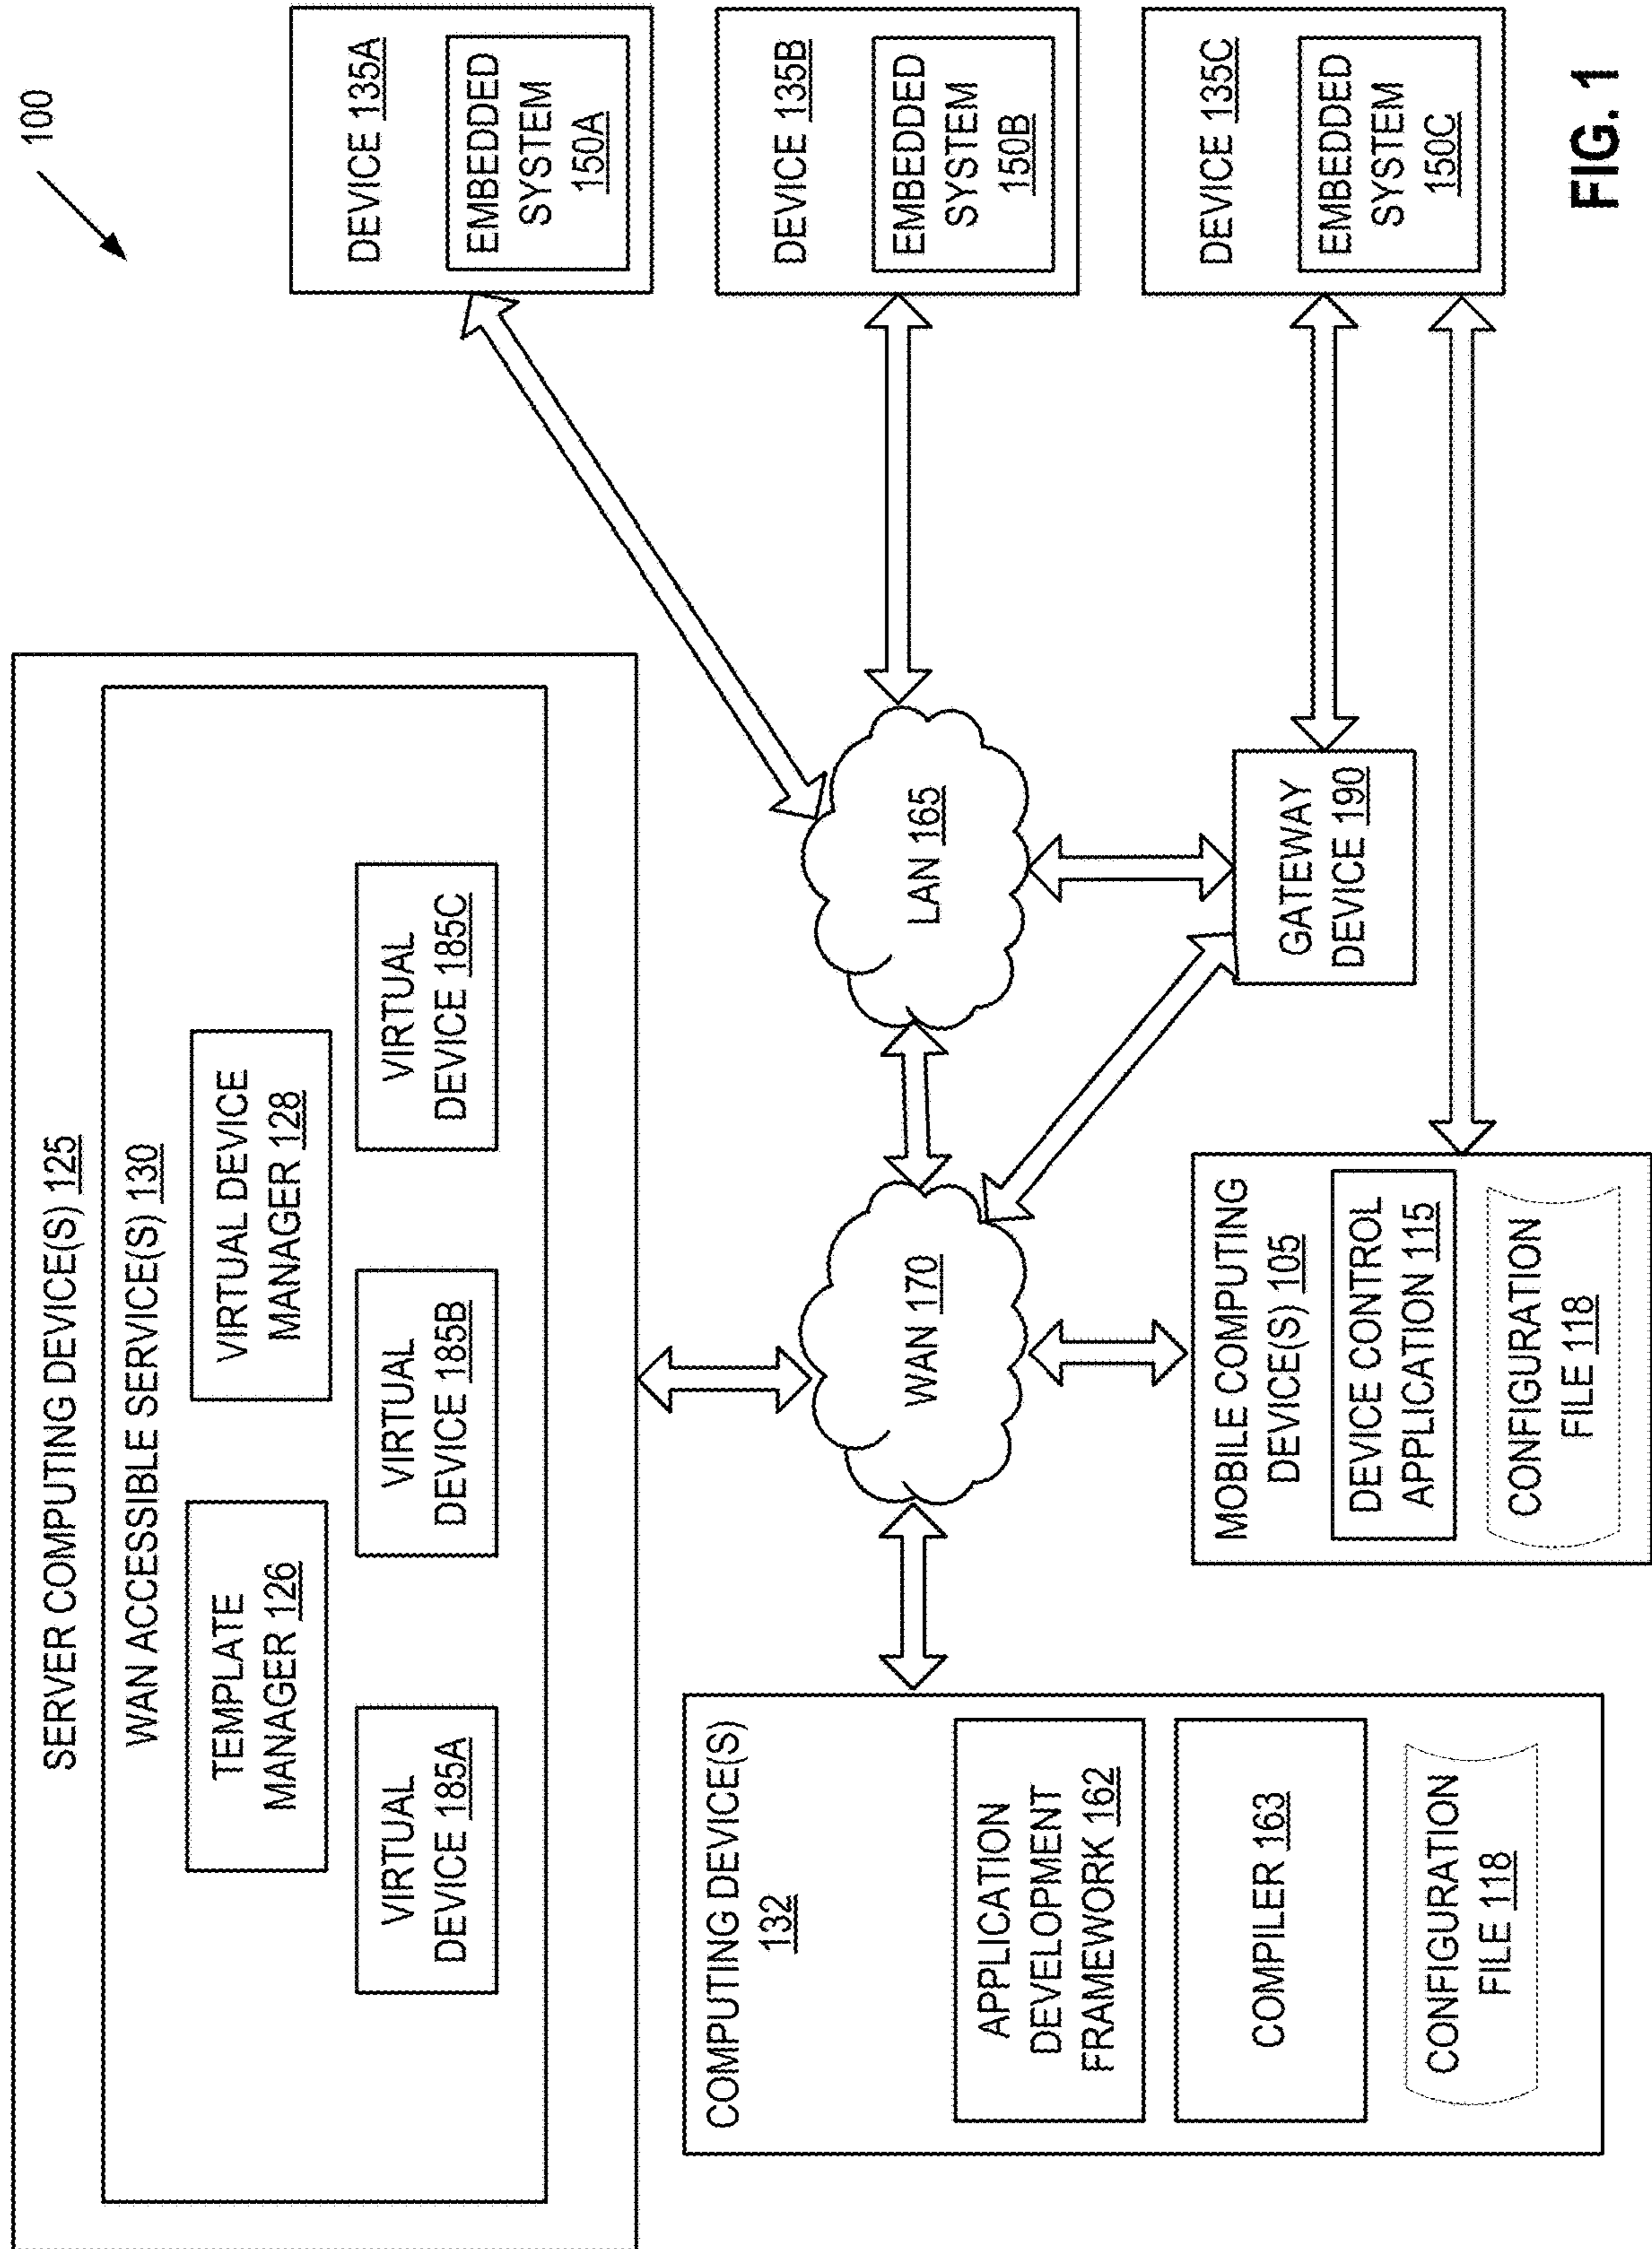 100
SERVER COMPUTING DEVICE(S) 125
WAN ACCESSIBLE SERVICE(S) 130
TEMPLATE
MANAGER 126
VIRTUAL DEVICE
MANAGER 128
VIRTUAL
DEVICE 185A
VIRTUAL
DEVICE 185B
VIRTUAL
DEVICE 185C
DEVICE 135A
EMBEDDED
SYSTEM
150A
DEVICE 135B
EMBEDDED
SYSTEM
150B
DEVICE 135C
EMBEDDED
SYSTEM
150C
COMPUTING DEVICE(S)
132
APPLICATION
DEVELOPMENT
FRAMEWORK 162
COMPILER 163
CONFIGURATION
FILE 118
WAN 170
LAN 165
MOBILE COMPUTING
DEVICE(S) 105
DEVICE CONTROL
APPLICATION 115
CONFIGURATION
FILE 118
GATEWAY
DEVICE 190
FIG. 1